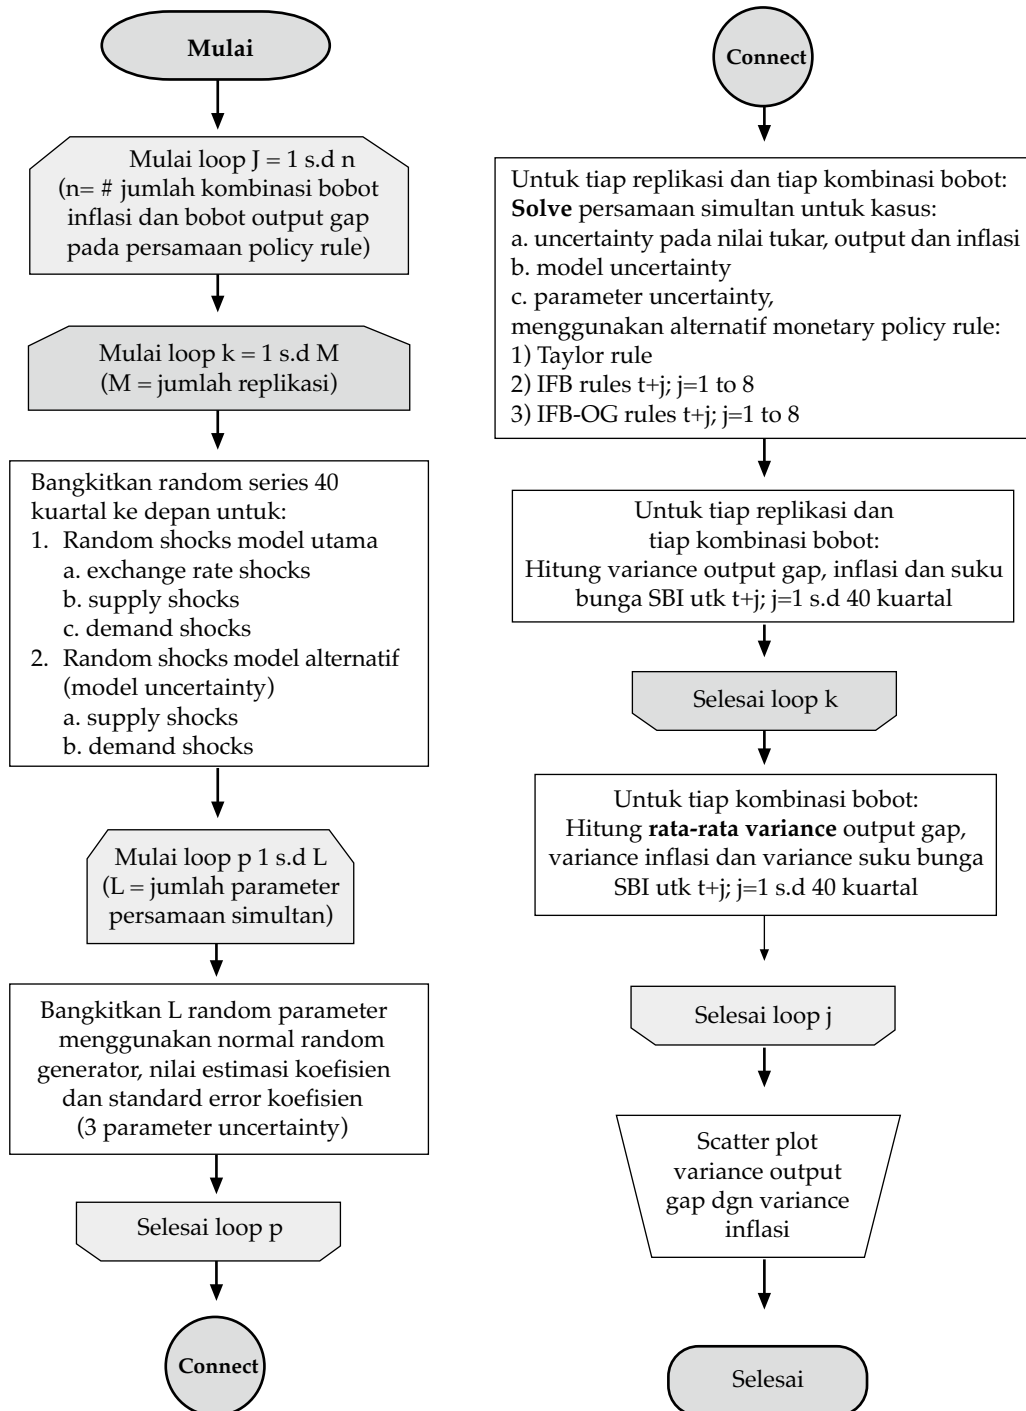 Mulai
Mulai loop J = 1 s.d n
(n= # jumlah kombinasi bobot
inflasi dan bobot output gap
pada persamaan policy rule)
Mulai loop k = 1 s.d M
(M = jumlah replikasi)
Bangkitkan random series 40
kuartal ke depan untuk:
1. Random shocks model utama
a. exchange rate shocks
b. supply shocks
c. demand shocks
2. Random shocks model alternatif
(model uncertainty)
a. supply shocks
b. demand shocks
Mulai loop p 1 s.d L
(L = jumlah parameter
persamaan simultan)
Bangkitkan L random parameter
menggunakan normal random
generator, nilai estimasi koefisien
dan standard error koefisien
(3 parameter uncertainty)
Selesai loop p
Connect
Connect
Untuk tiap replikasi dan tiap kombinasi bobot:
Solve persamaan simultan untuk kasus:
a. uncertainty pada nilai tukar, output dan inflasi
b. model uncertainty
c. parameter uncertainty,
menggunakan alternatif monetary policy rule:
1) Taylor rule
2) IFB rules t+j; j=1 to 8
3) IFB-OG rules t+j; j=1 to 8
Untuk tiap replikasi dan
tiap kombinasi bobot:
Hitung variance output gap, inflasi dan suku
bunga SBI utk t+j; j=1 s.d 40 kuartal
Selesai loop k
Untuk tiap kombinasi bobot:
Hitung rata-rata variance output gap,
variance inflasi dan variance suku bunga
SBI utk t+j; j=1 s.d 40 kuartal
Selesai loop j
Scatter plot
variance output
gap dgn variance
inflasi
Selesai